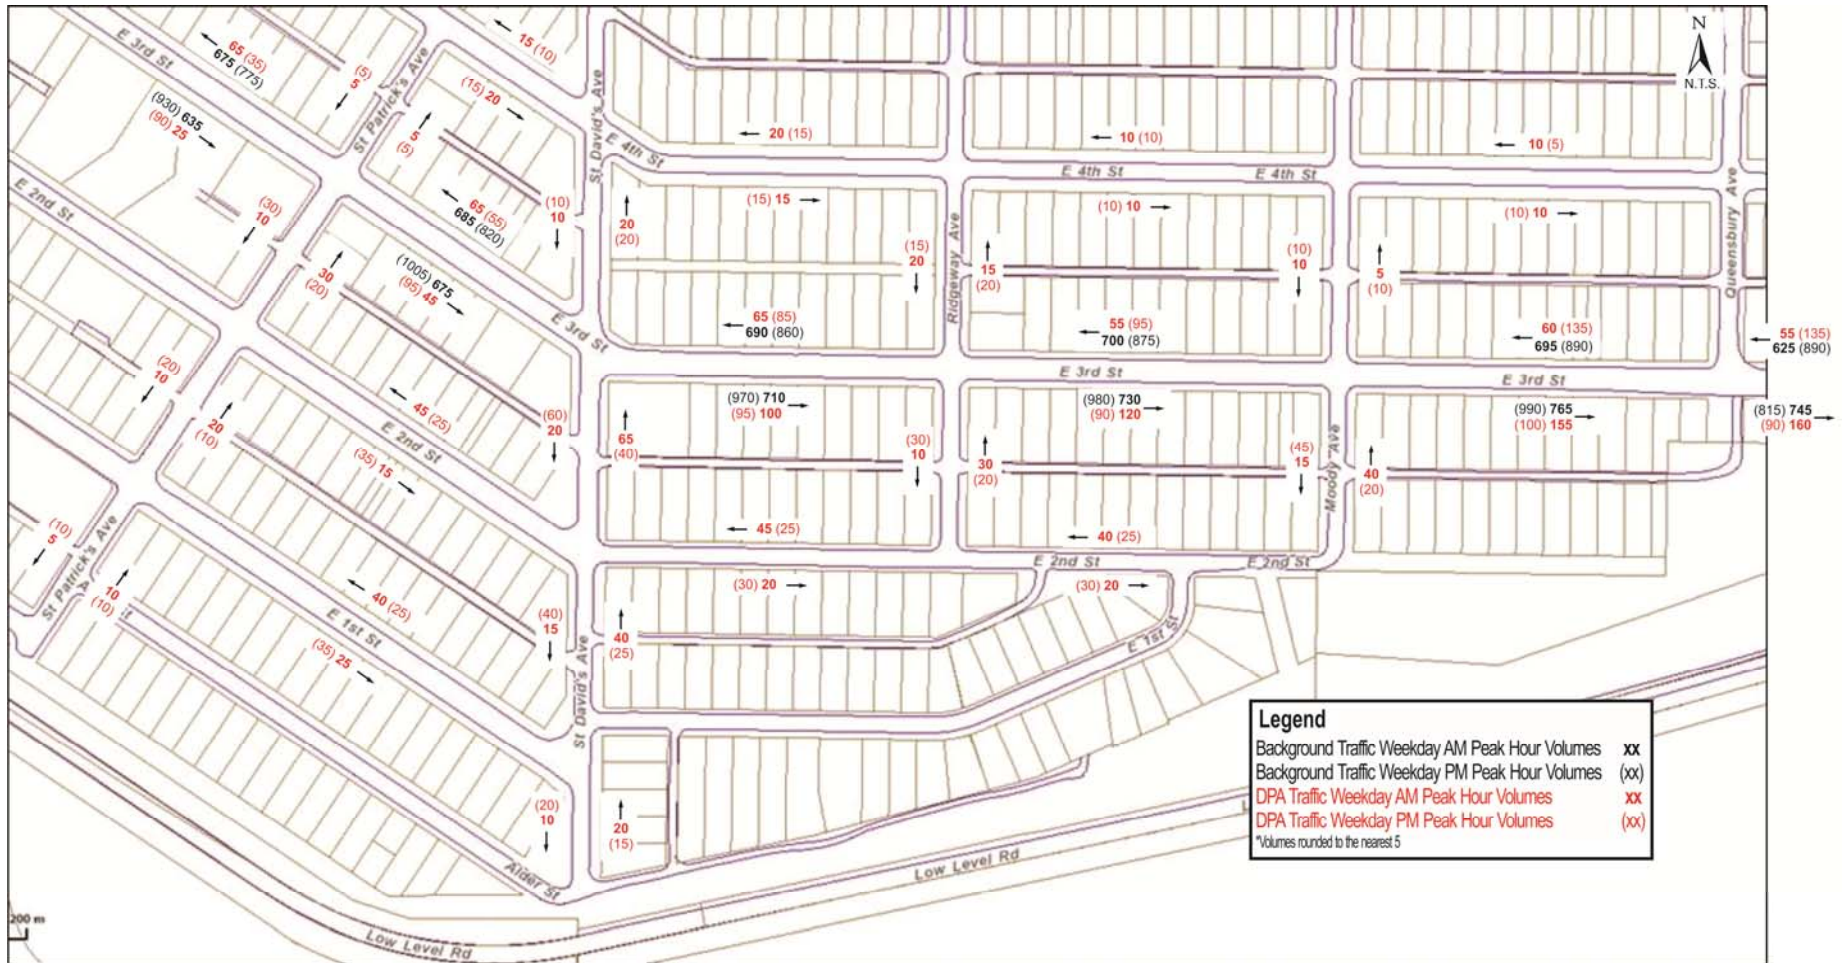 E 3rd St
65 (35)
675 (775)
(5)
5
St Patrick's Ave
15 (10)
(15) 20
St David's Ave
N
N.T.S.
(930) 635
(90) 25
5
(5)
E 4th St
20 (15)
10 (10)
10 (5)
E 4th St
E 4th St
Queensbury Ave
E 2nd St
(30)
10
65 (55)
685 (820)
(10)
10
20
(20)
(15) 15
Ridgeway Ave
(10) 10
(10) 10
(1005) 675
(95) 45
30
(20)
(15)
20
15
(20)
(10)
10
5
(10)
E 3rd St
65 (85)
690 (860)
55 (95)
700 (875)
60 (135)
695 (890)
55 (135)
625 (890)
E 3rd St
E 3rd St
(20)
10
45 (25)
(970) 710
(95) 100
(980) 730
(90) 120
(990) 765
(100) 155
(815) 745
(90) 160
20
(10)
E 2nd St
(60)
20
65
(40)
(30)
10
30
(20)
(45)
15
Moody Ave
40
(20)
(35) 15
(10)
5
St Patrick's Ave
45 (25)
40 (25)
E 2nd St
E 2nd St
10
(10)
st
40 (25)
E 1st St
(40)
15
(30) 20
(30) 20
40
(25)
E 1st St
(35) 25
St David's Ave
Legend
Background Traffic Weekday AM Peak Hour Volumes xx
Background Traffic Weekday PM Peak Hour Volumes (xx)
DPA Traffic Weekday AM Peak Hour Volumes xx
DPA Traffic Weekday PM Peak Hour Volumes (xx)
*Volumes rounded to the nearest 5
(20)
10
20
(15)
Alder St
Low Level Rd
200 m
Low Level Rd